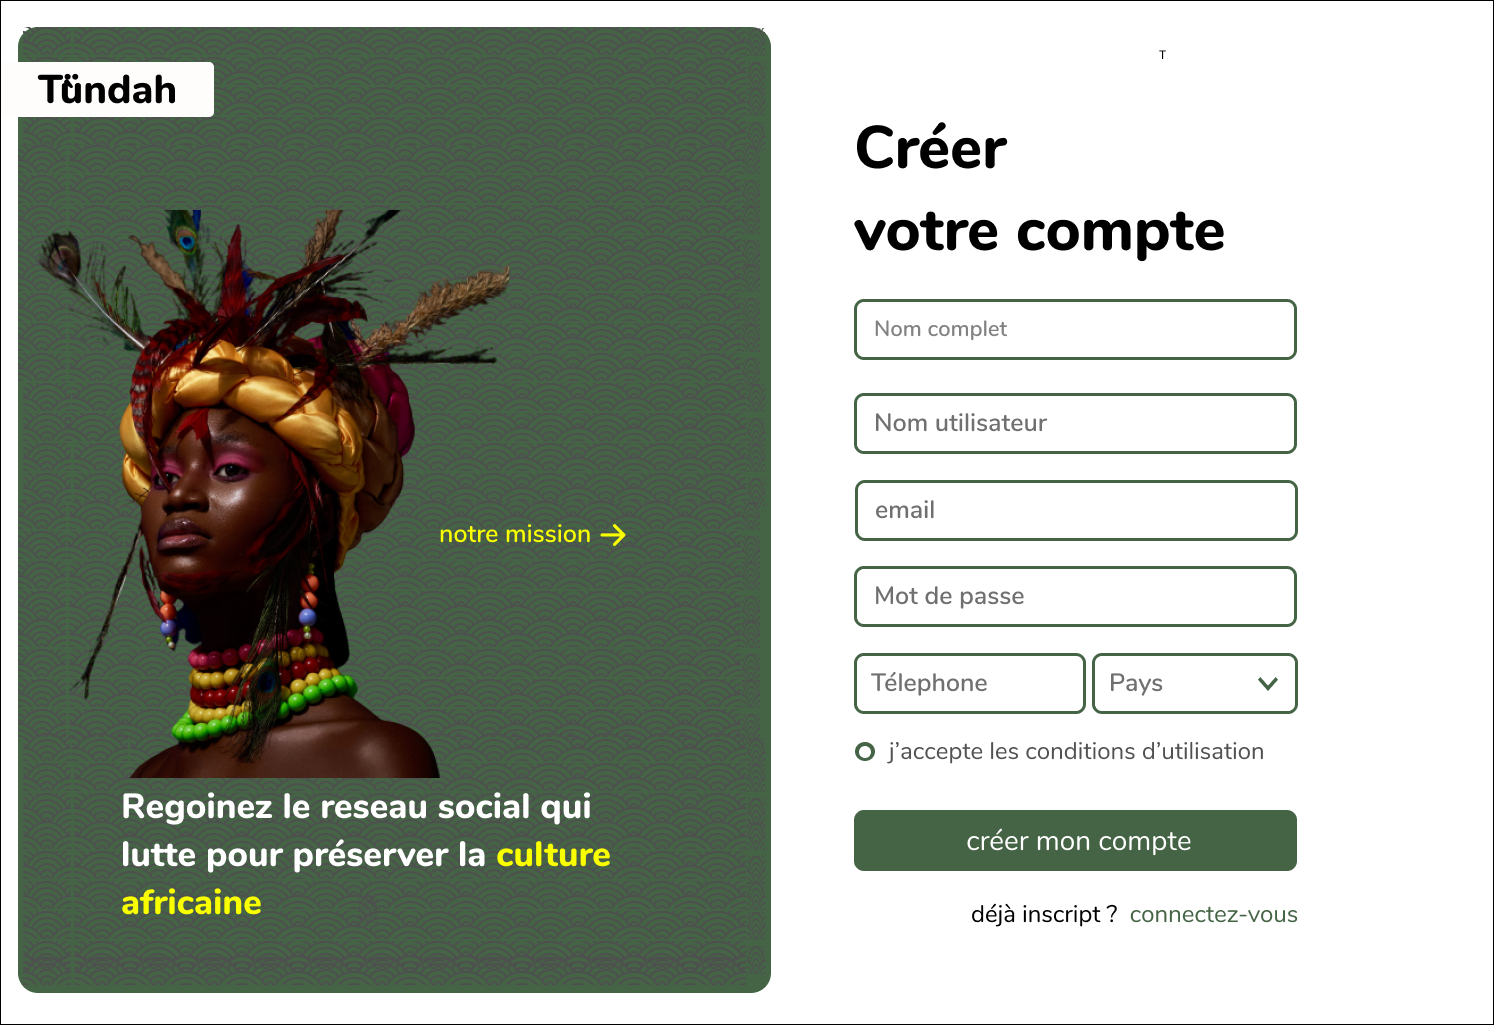 Tündah
notre mission
Regoinez le reseau social qui
lutte pour préserver la culture
africaine
T
Créer
votre compte
Nom complet
Nom utilisateur
email
Mot de passe
Télephone
Pays
j’accepte les conditions d’utilisation
créer mon compte
déjà inscript ? connectez-vous